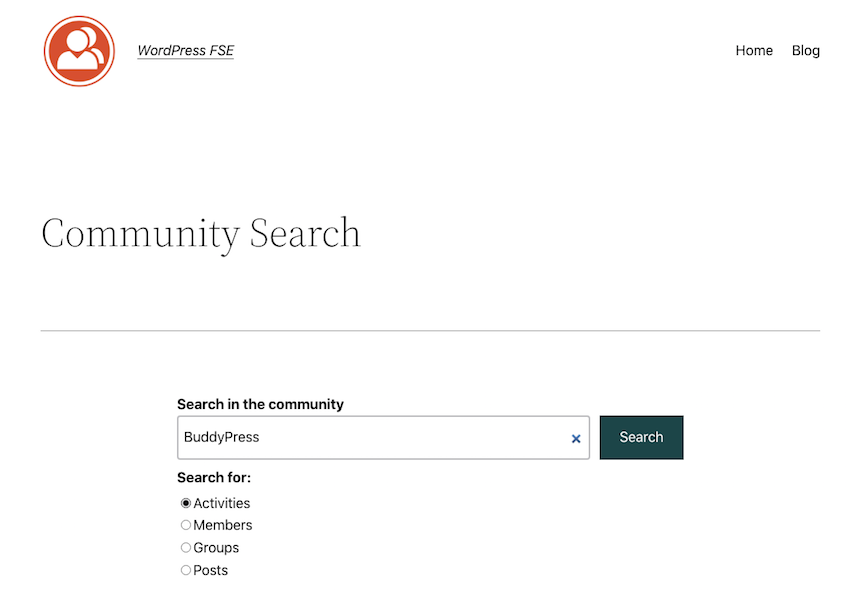 WordPress FSE
Home Blog
Community Search
Search in the community
BuddyPress
Search
Search for:
Activities
Members
Groups
Posts